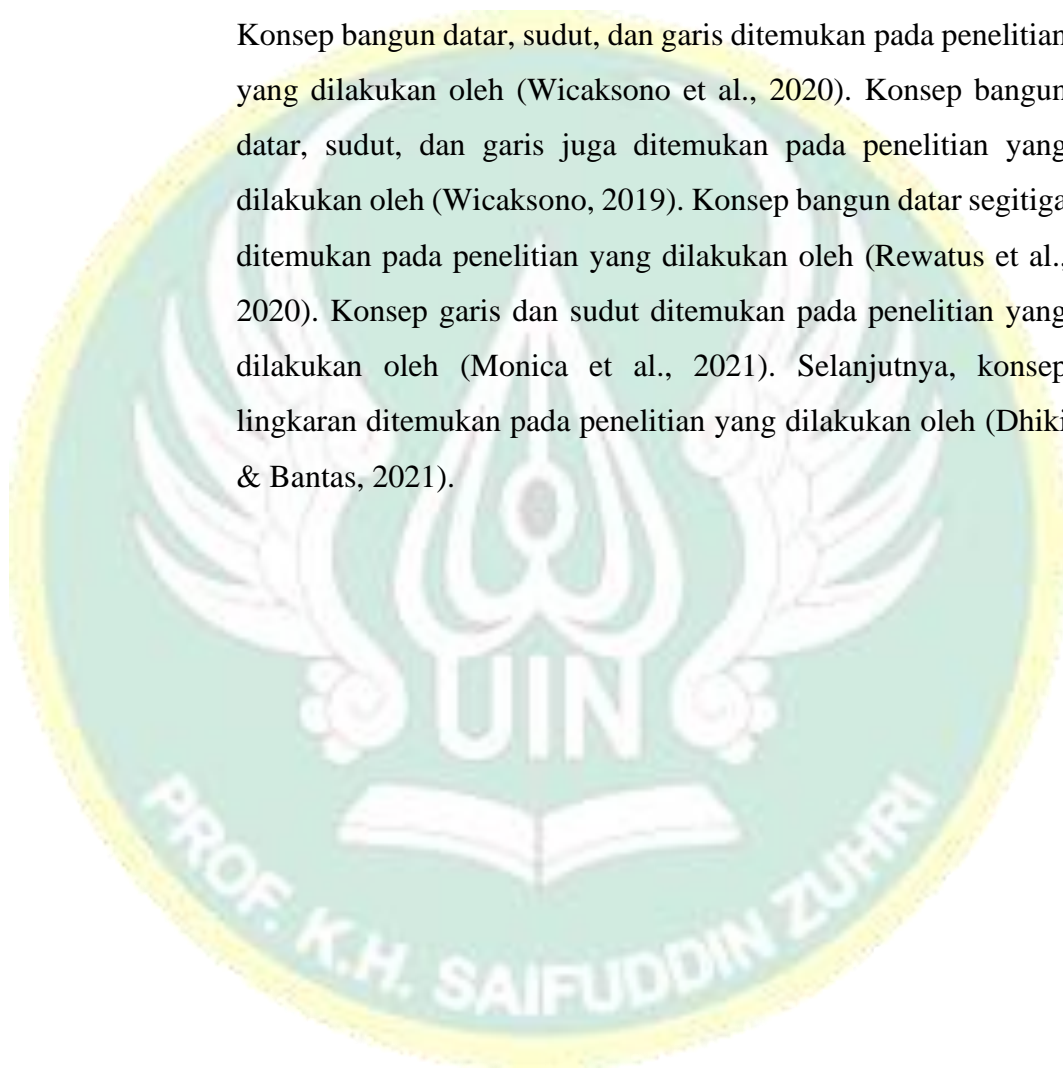 Konsep bangun datar, sudut, dan garis ditemukan pada penelitian
yang dilakukan oleh (Wicaksono et al., 2020). Konsep bangun
datar, sudut, dan garis juga ditemukan pada penelitian yang
dilakukan oleh (Wicaksono, 2019). Konsep bangun datar segitiga
ditemukan pada penelitian yang dilakukan oleh (Rewatus et al.,
2020). Konsep garis dan sudut ditemukan pada penelitian yang
dilakukan oleh (Monica et al., 2021). Selanjutnya, konsep
lingkaran ditemukan pada penelitian yang dilakukan oleh (Dhiki
& Bantas, 2021).
UIN
PROF. K.H. SAIFUDDIN ZUHRI